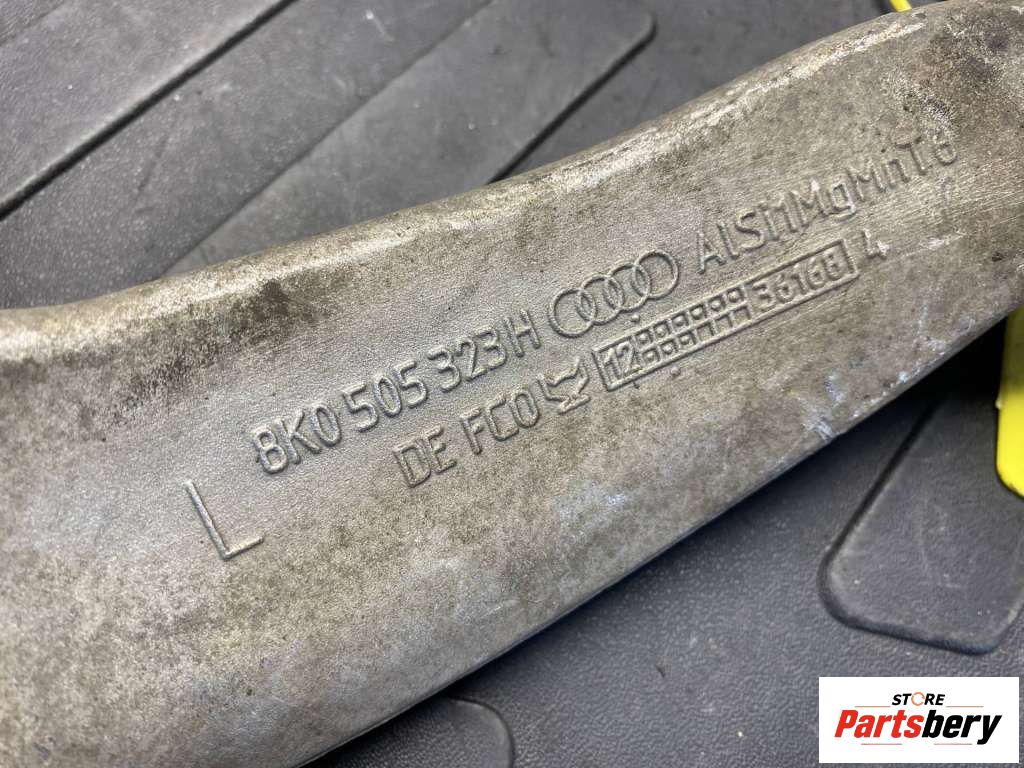 8K0 505 323 H AlSi1MgMnT6
DE FCO 12 36168 4
L
STORE
Partsbery